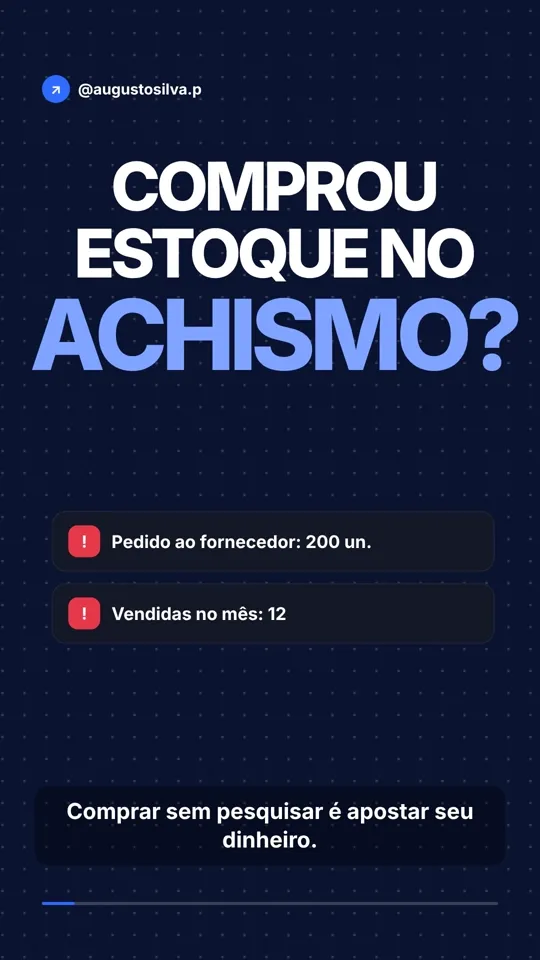 @augustosilva.p
COMPROU
ESTOQUE NO
ACHISMO?
! Pedido ao fornecedor: 200 un.
! Vendidas no mês: 12
Comprar sem pesquisar é apostar seu
dinheiro.